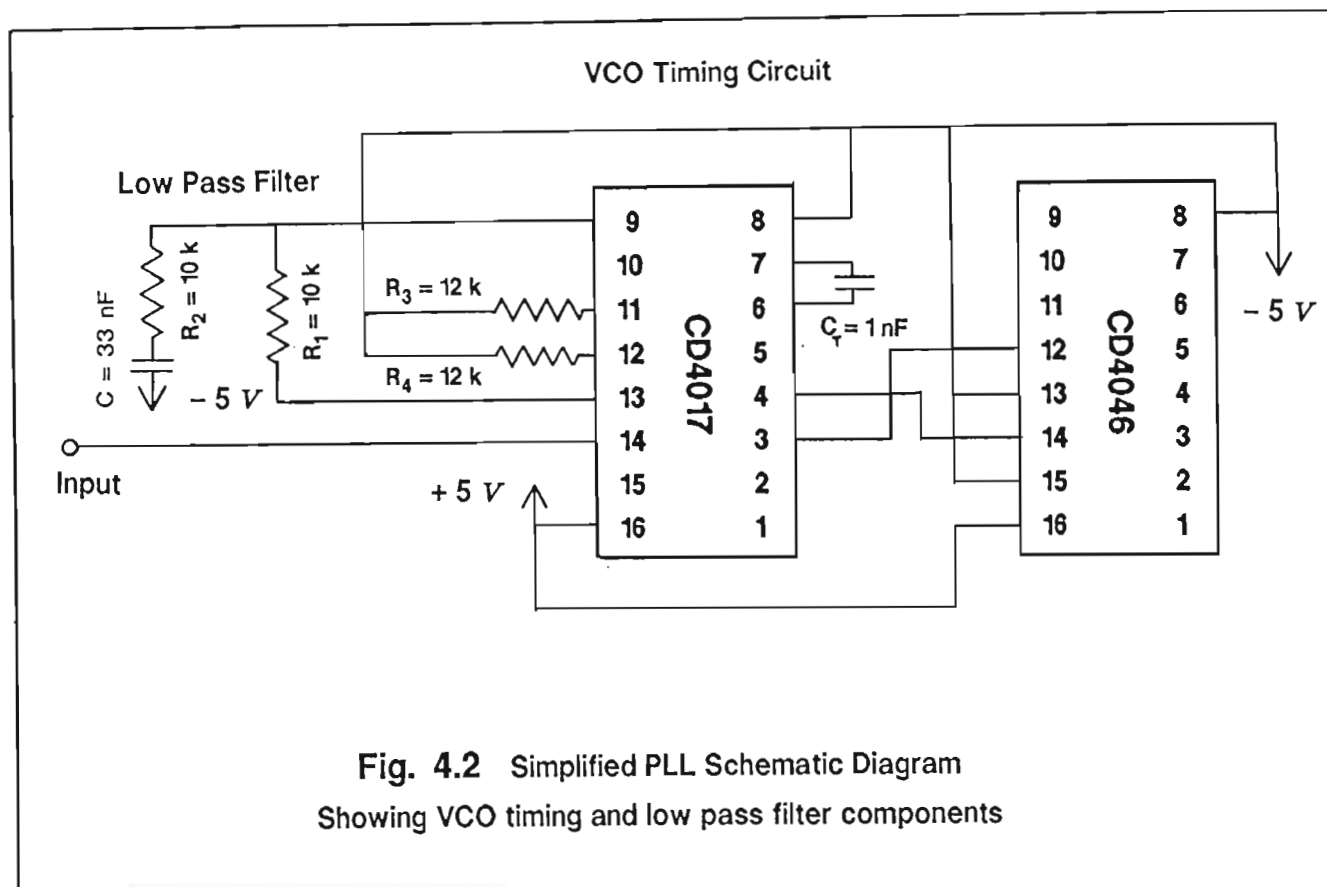 VCO Timing Circuit
Low Pass Filter
C = 33 nF
R2 = 10 k
R1 = 10 k
- 5 V
R3 = 12 k
R4 = 12 k
Input
+ 5 V
9 8
10 7
11 6
12 5
13 4
14 3
15 2
16 1
CD4017
CT = 1 nF
9 8
10 7
11 6
12 5
13 4
14 3
15 2
16 1
CD4046
- 5 V
Fig. 4.2 Simplified PLL Schematic Diagram
Showing VCO timing and low pass filter components